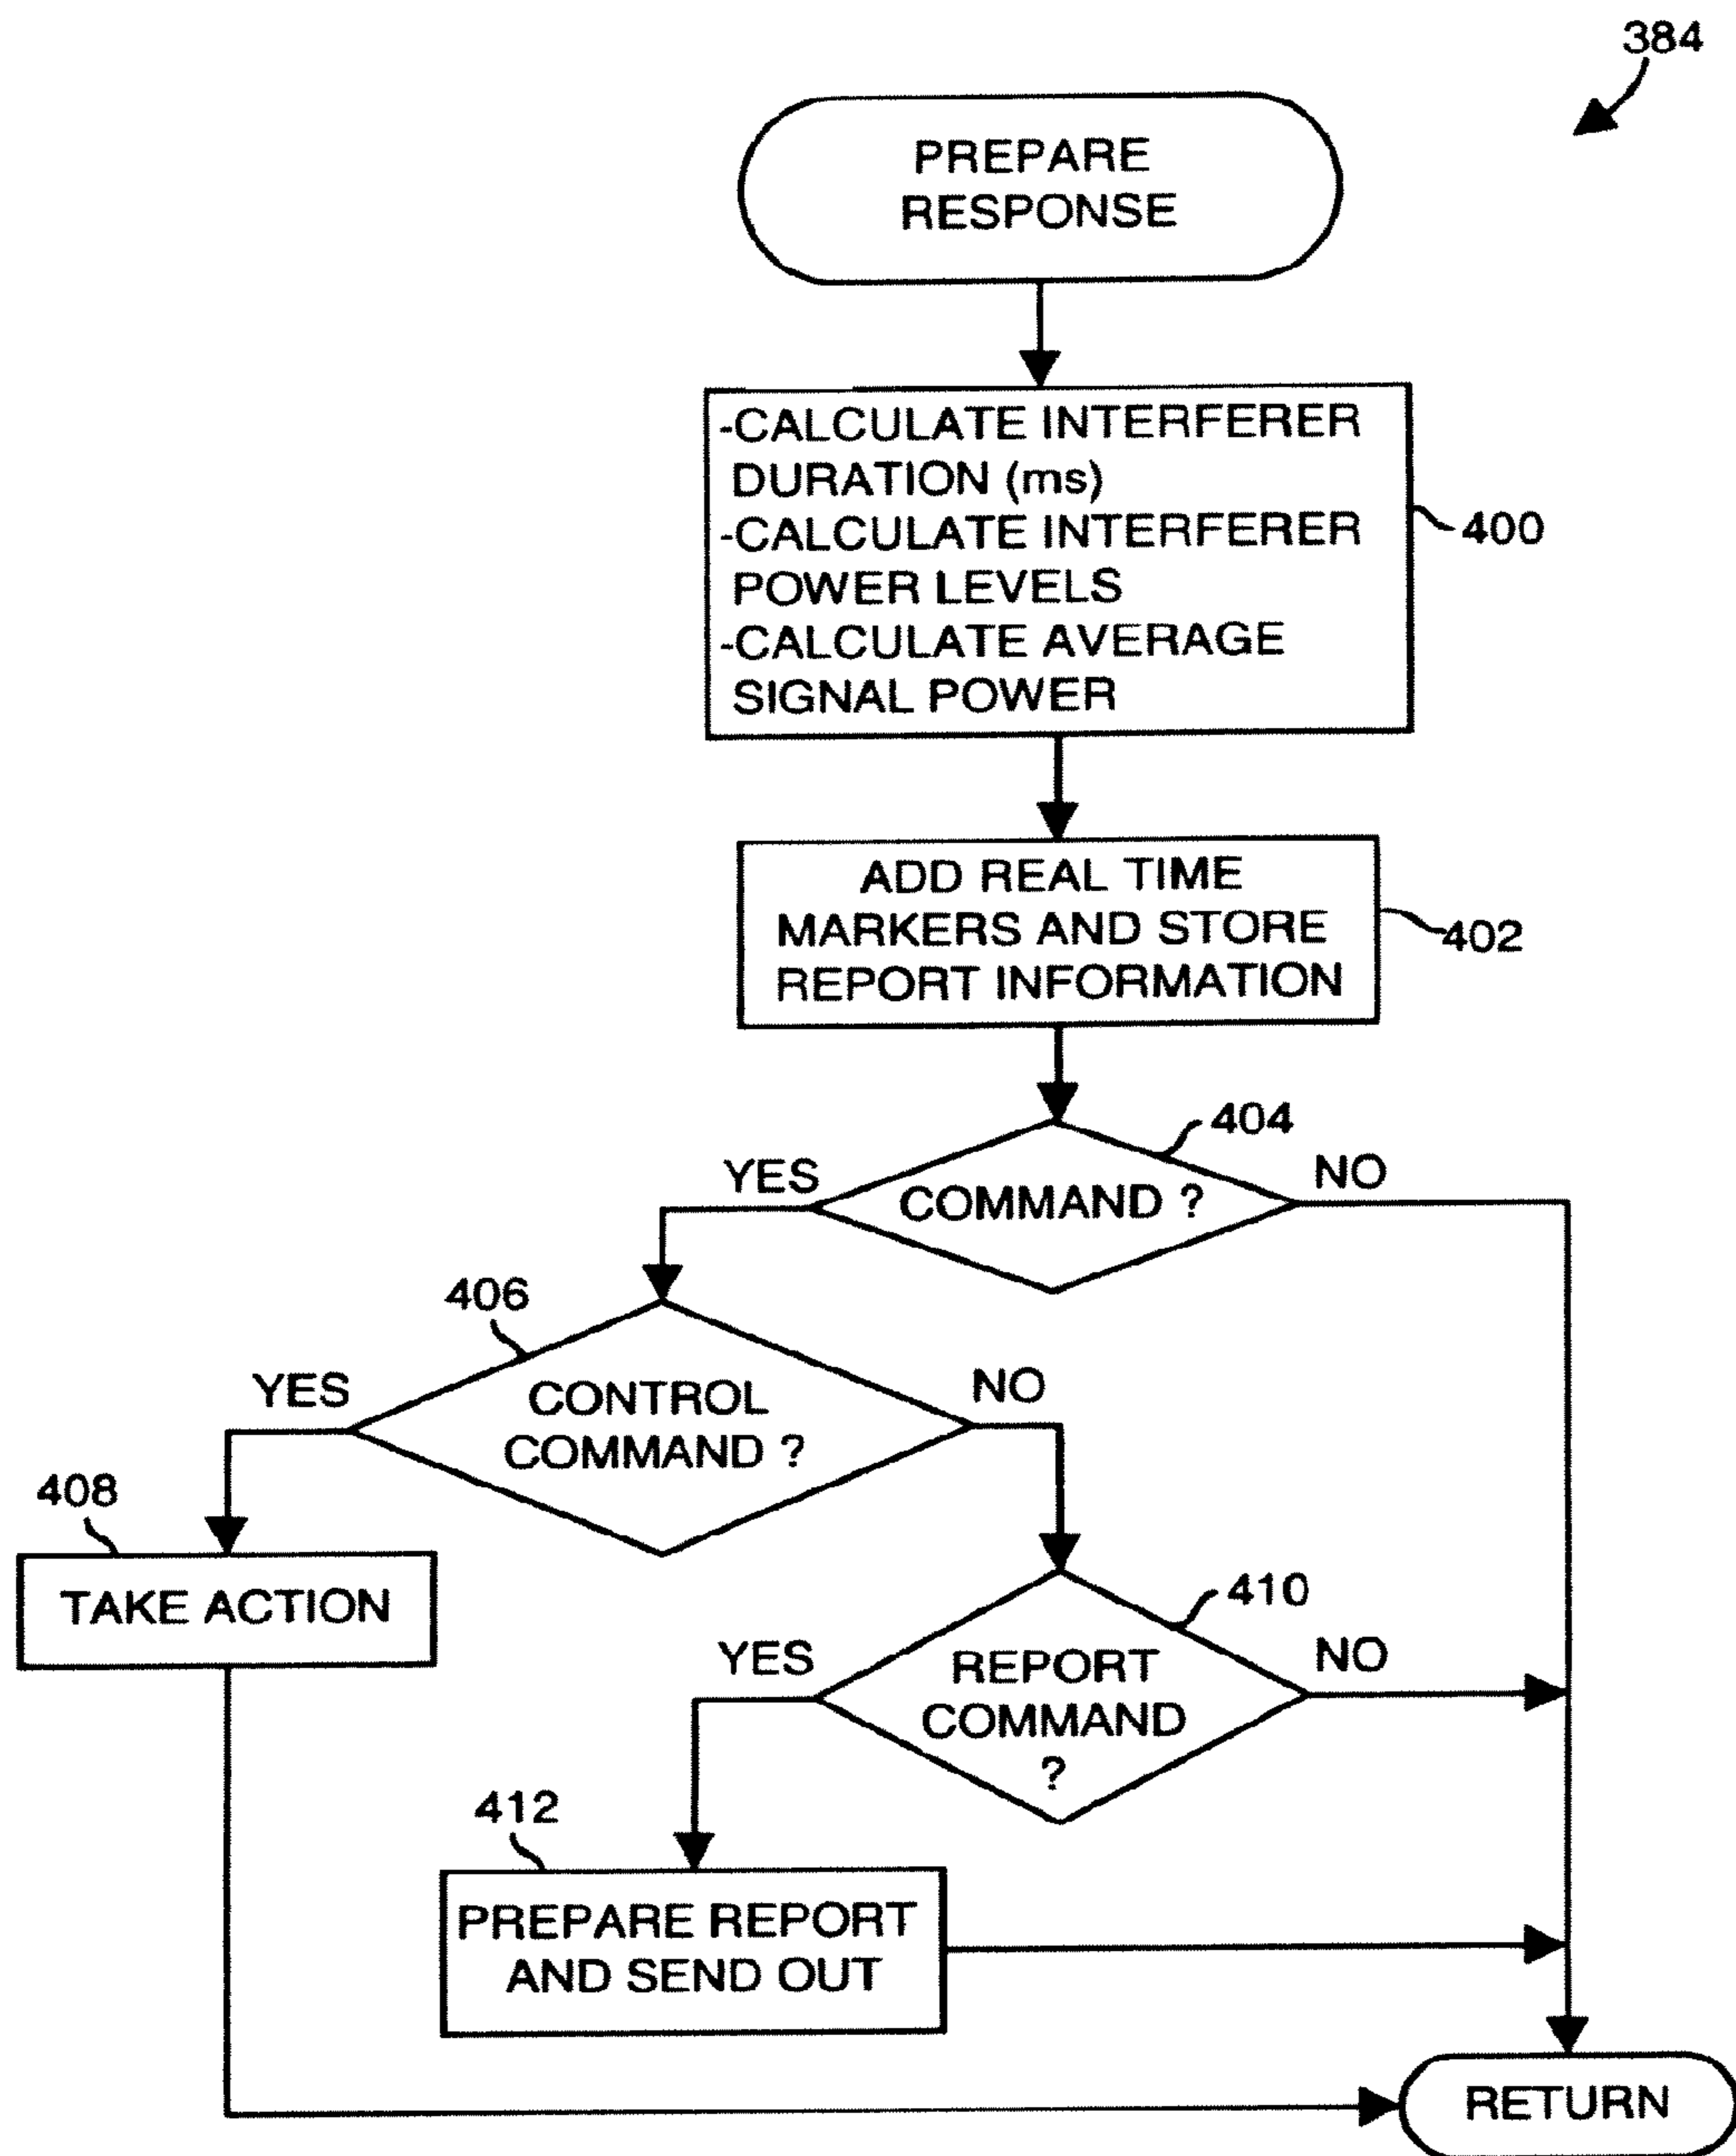 384
PREPARE
RESPONSE
-CALCULATE INTERFERER
DURATION (ms)
-CALCULATE INTERFERER
POWER LEVELS
-CALCULATE AVERAGE
SIGNAL POWER
400
ADD REAL TIME
MARKERS AND STORE
REPORT INFORMATION
402
404
YES
COMMAND ?
NO
406
YES
CONTROL
COMMAND ?
NO
408
TAKE ACTION
410
YES
REPORT
COMMAND
?
NO
412
PREPARE REPORT
AND SEND OUT
RETURN